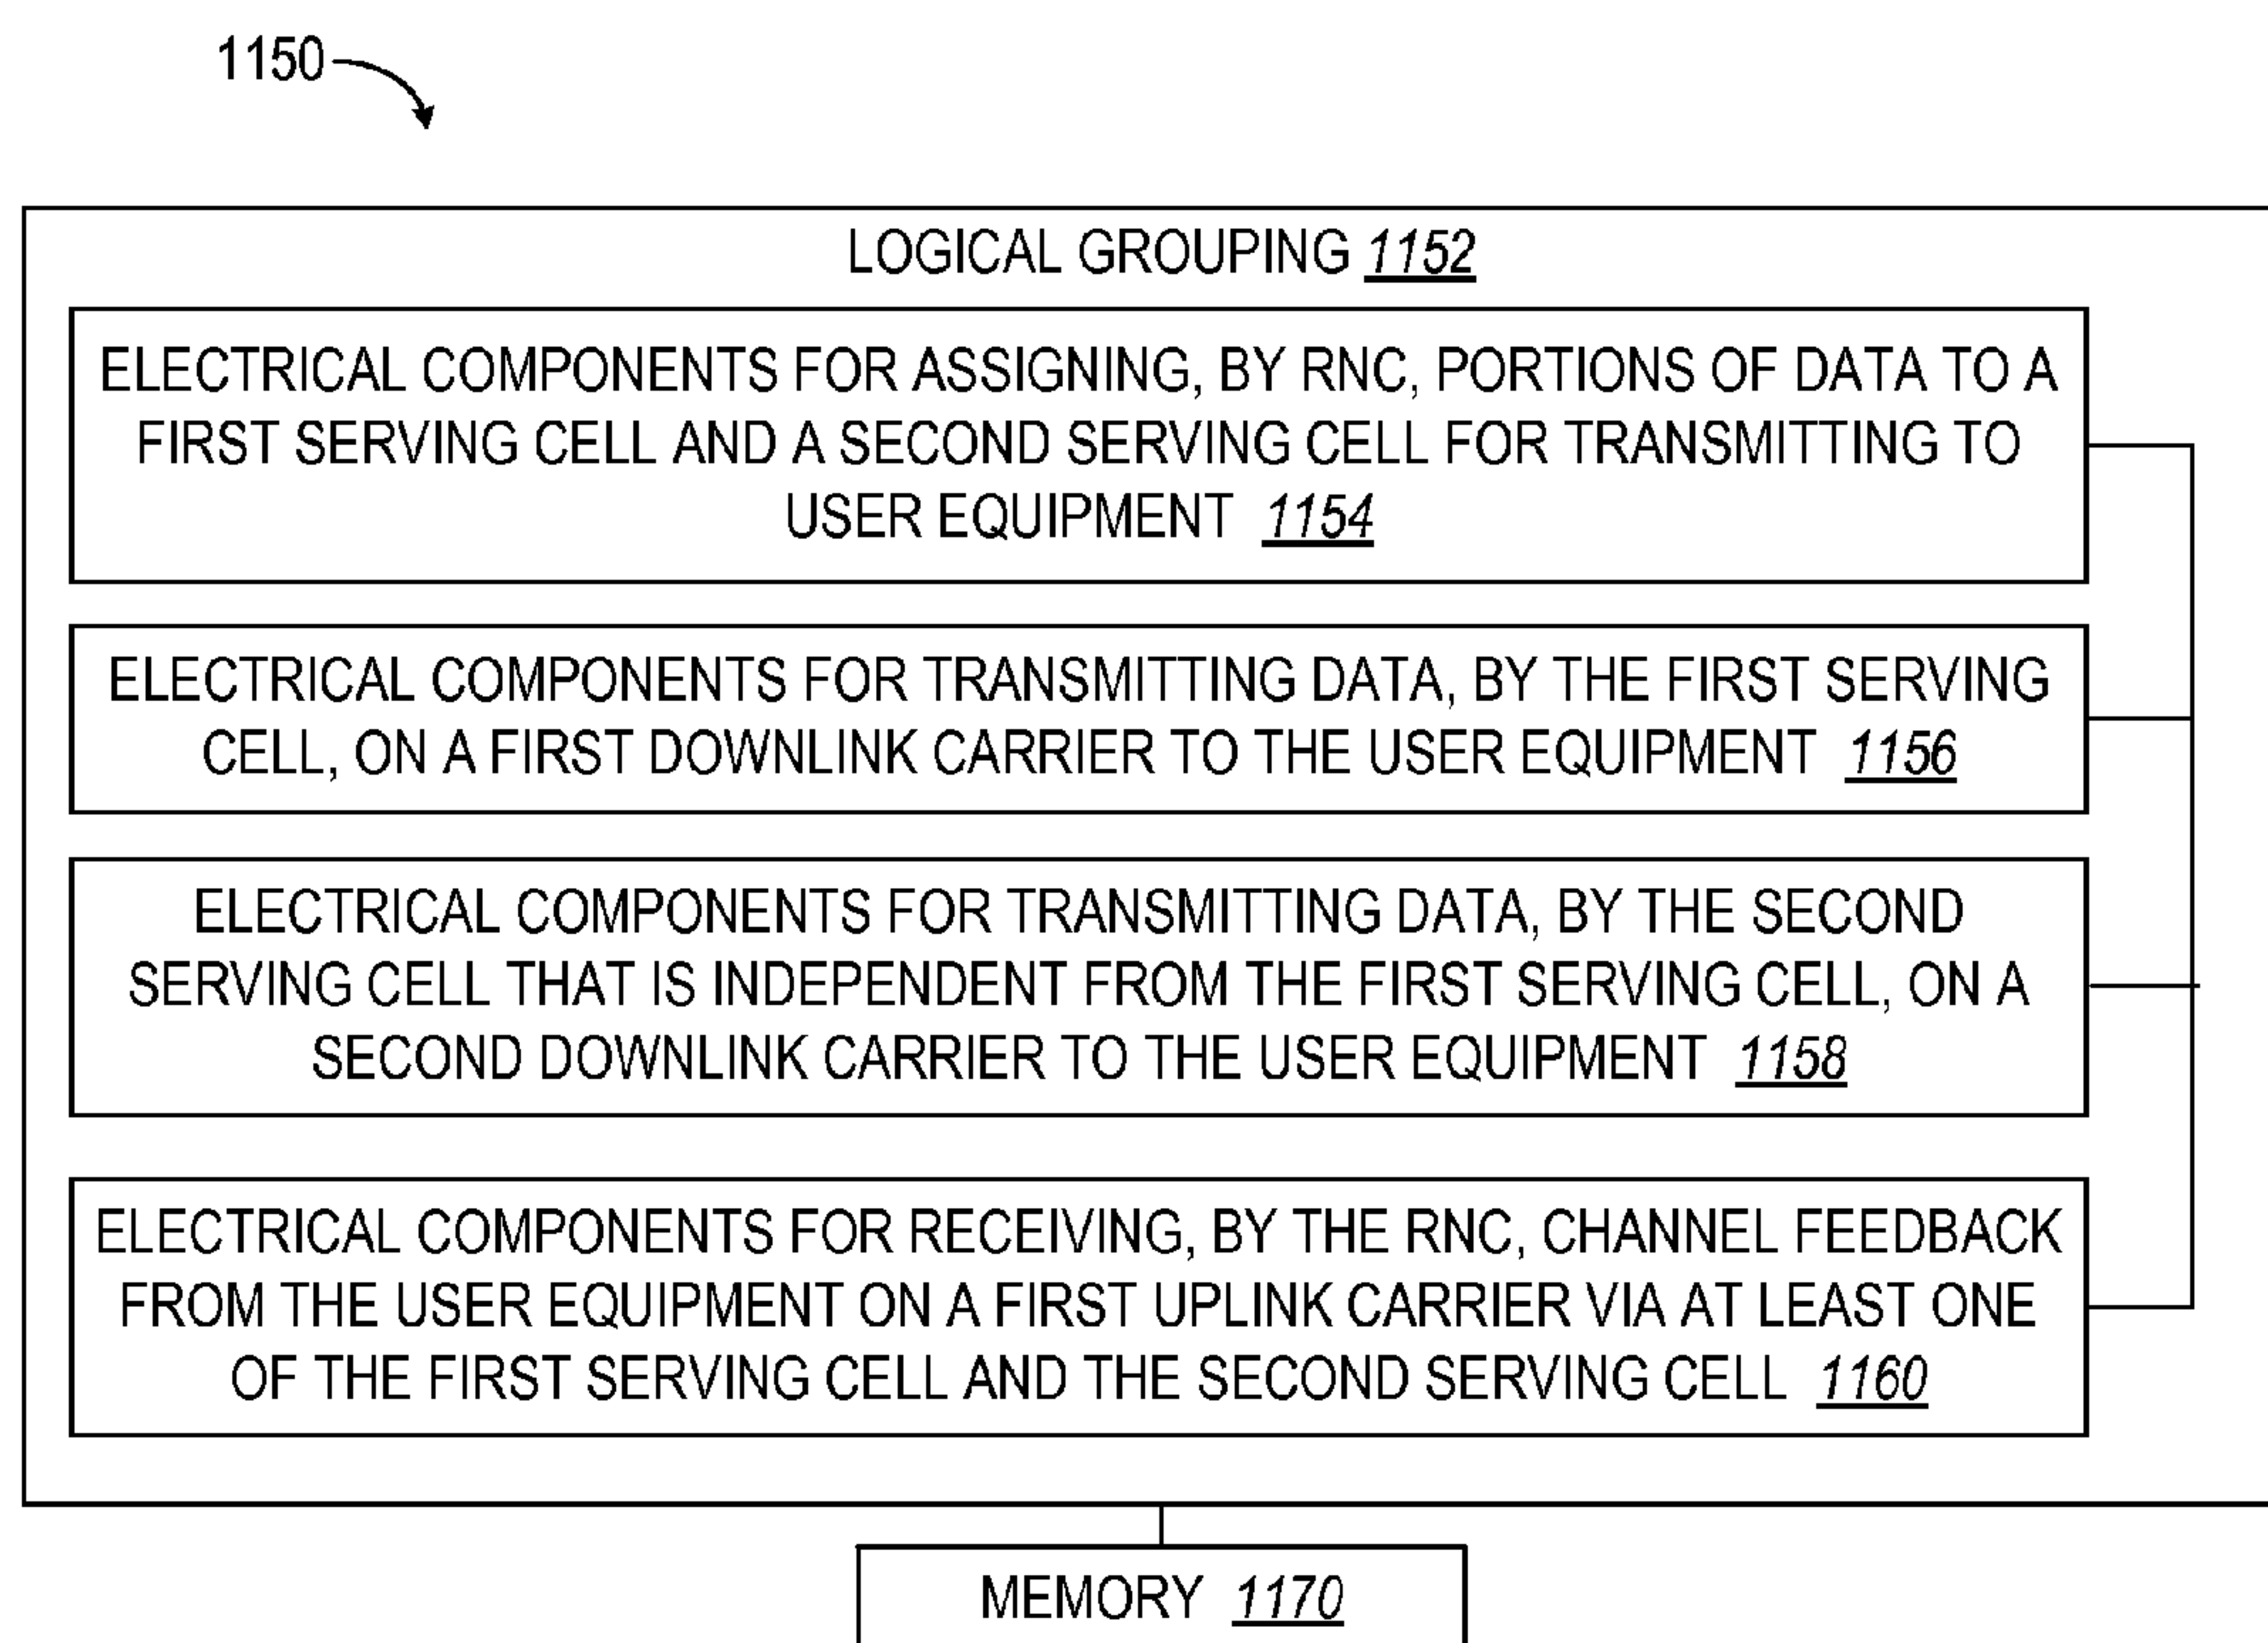 1150
LOGICAL GROUPING 1152
ELECTRICAL COMPONENTS FOR ASSIGNING, BY RNC, PORTIONS OF DATA TO A
FIRST SERVING CELL AND A SECOND SERVING CELL FOR TRANSMITTING TO
USER EQUIPMENT 1154
ELECTRICAL COMPONENTS FOR TRANSMITTING DATA, BY THE FIRST SERVING
CELL, ON A FIRST DOWNLINK CARRIER TO THE USER EQUIPMENT 1156
ELECTRICAL COMPONENTS FOR TRANSMITTING DATA, BY THE SECOND
SERVING CELL THAT IS INDEPENDENT FROM THE FIRST SERVING CELL, ON A
SECOND DOWNLINK CARRIER TO THE USER EQUIPMENT 1158
ELECTRICAL COMPONENTS FOR RECEIVING, BY THE RNC, CHANNEL FEEDBACK
FROM THE USER EQUIPMENT ON A FIRST UPLINK CARRIER VIA AT LEAST ONE
OF THE FIRST SERVING CELL AND THE SECOND SERVING CELL 1160
MEMORY 1170